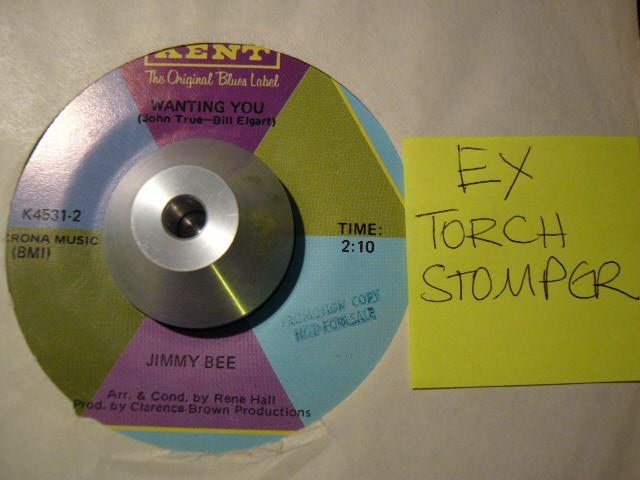 KENT
The Original Blues Label
WANTING YOU
(John True-Bill Elgart)
K4531-2
CRONA MUSIC
(BMI)
TIME:
2:10
PROMOTION COPY
NOT FOR SALE
JIMMY BEE
Arr. & Cond. by Rene Hall
Prod. by Clarence Brown Productions
EX
TORCH
STOMPER